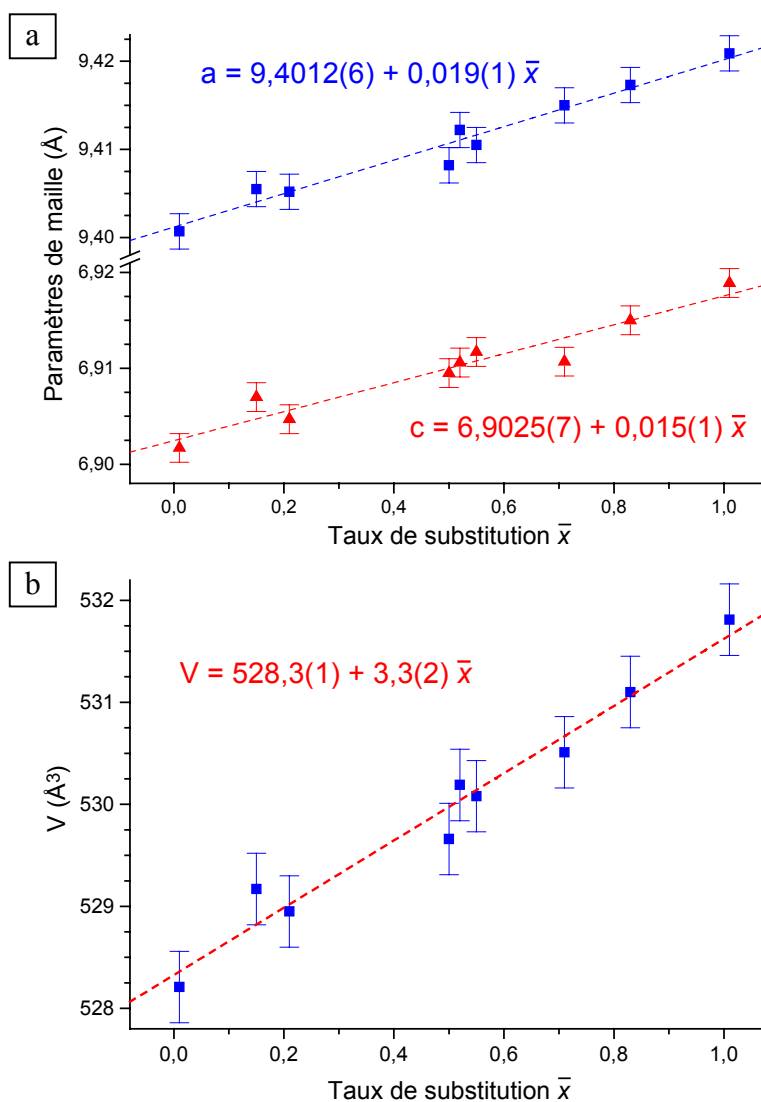 a
9,42
a = 9,4012(6) + 0,019(1) x̄
9,41
9,40
Paramètres de maille (Å)
6,92
6,91
c = 6,9025(7) + 0,015(1) x̄
6,90
0,0 0,2 0,4 0,6 0,8 1,0
Taux de substitution x̄
b
532
V = 528,3(1) + 3,3(2) x̄
531
530
V (Å³)
529
528
0,0 0,2 0,4 0,6 0,8 1,0
Taux de substitution x̄